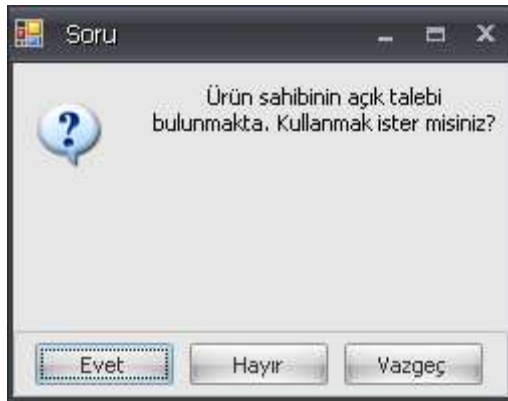 Soru
Ürün sahibinin açık talebi
bulunmakta. Kullanmak ister misiniz?
Evet Hayır Vazgeç